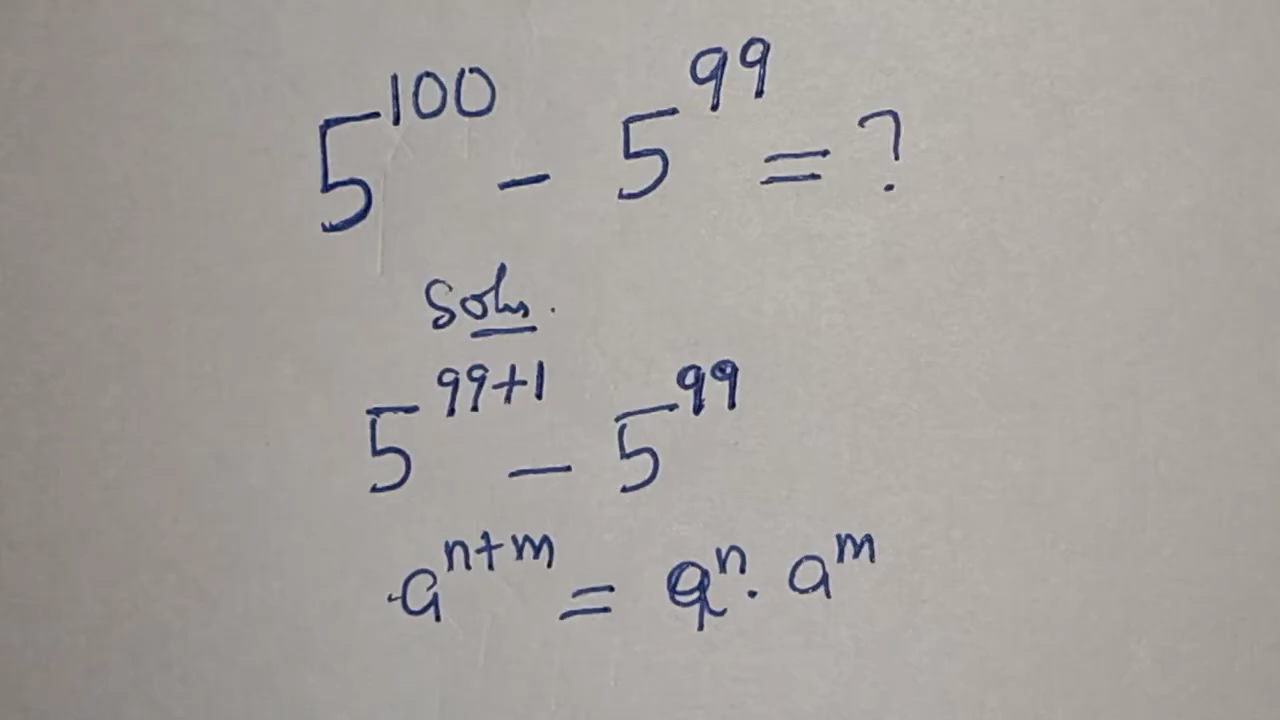 5^100 - 5^99 = ?
Soln.
5^99+1 - 5^99
a^n+m = a^n . a^m